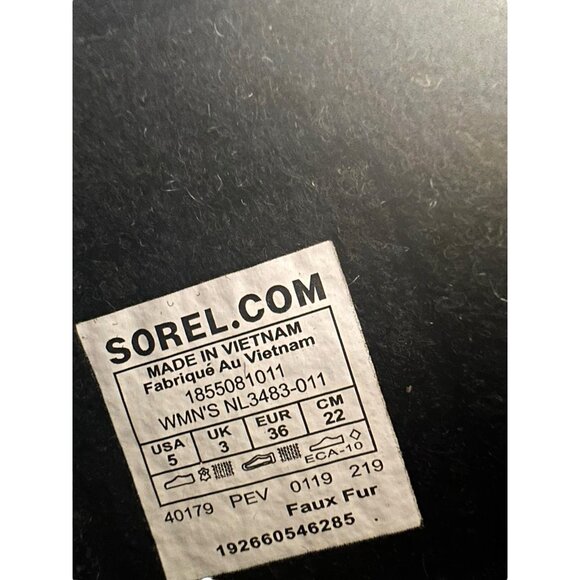 SOREL.COM
MADE IN VIETNAM
Fabriqué Au Vietnam
1855081011
WMN'S NL3483-011
USA UK EUR CM
5 3 36 22
ECA-10
40179 PEV 0119 219
Faux Fur
192660546285